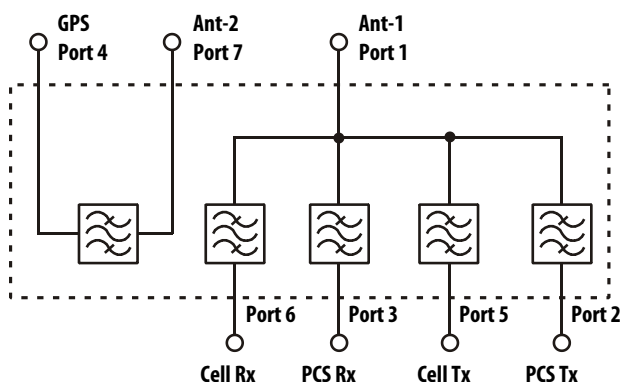 GPS
Port 4
Ant-2
Port 7
Ant-1
Port 1
Port 6
Port 3
Port 5
Port 2
Cell Rx
PCS Rx
Cell Tx
PCS Tx